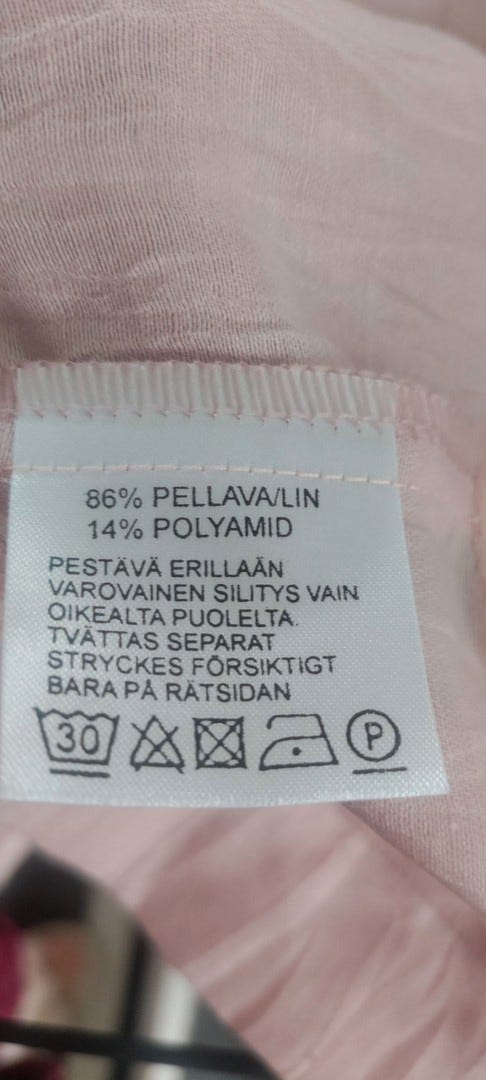 86% PELLAVA/LIN
14% POLYAMID
PESTÄVÄ ERILLÄÄN
VAROVAINEN SILITYS VAIN
OIKEALTA PUOLELTA.
TVÄTTAS SEPARAT
STRYCKES FÖRSIKTIGT
BARA PÅ RÄTSIDAN
30 P